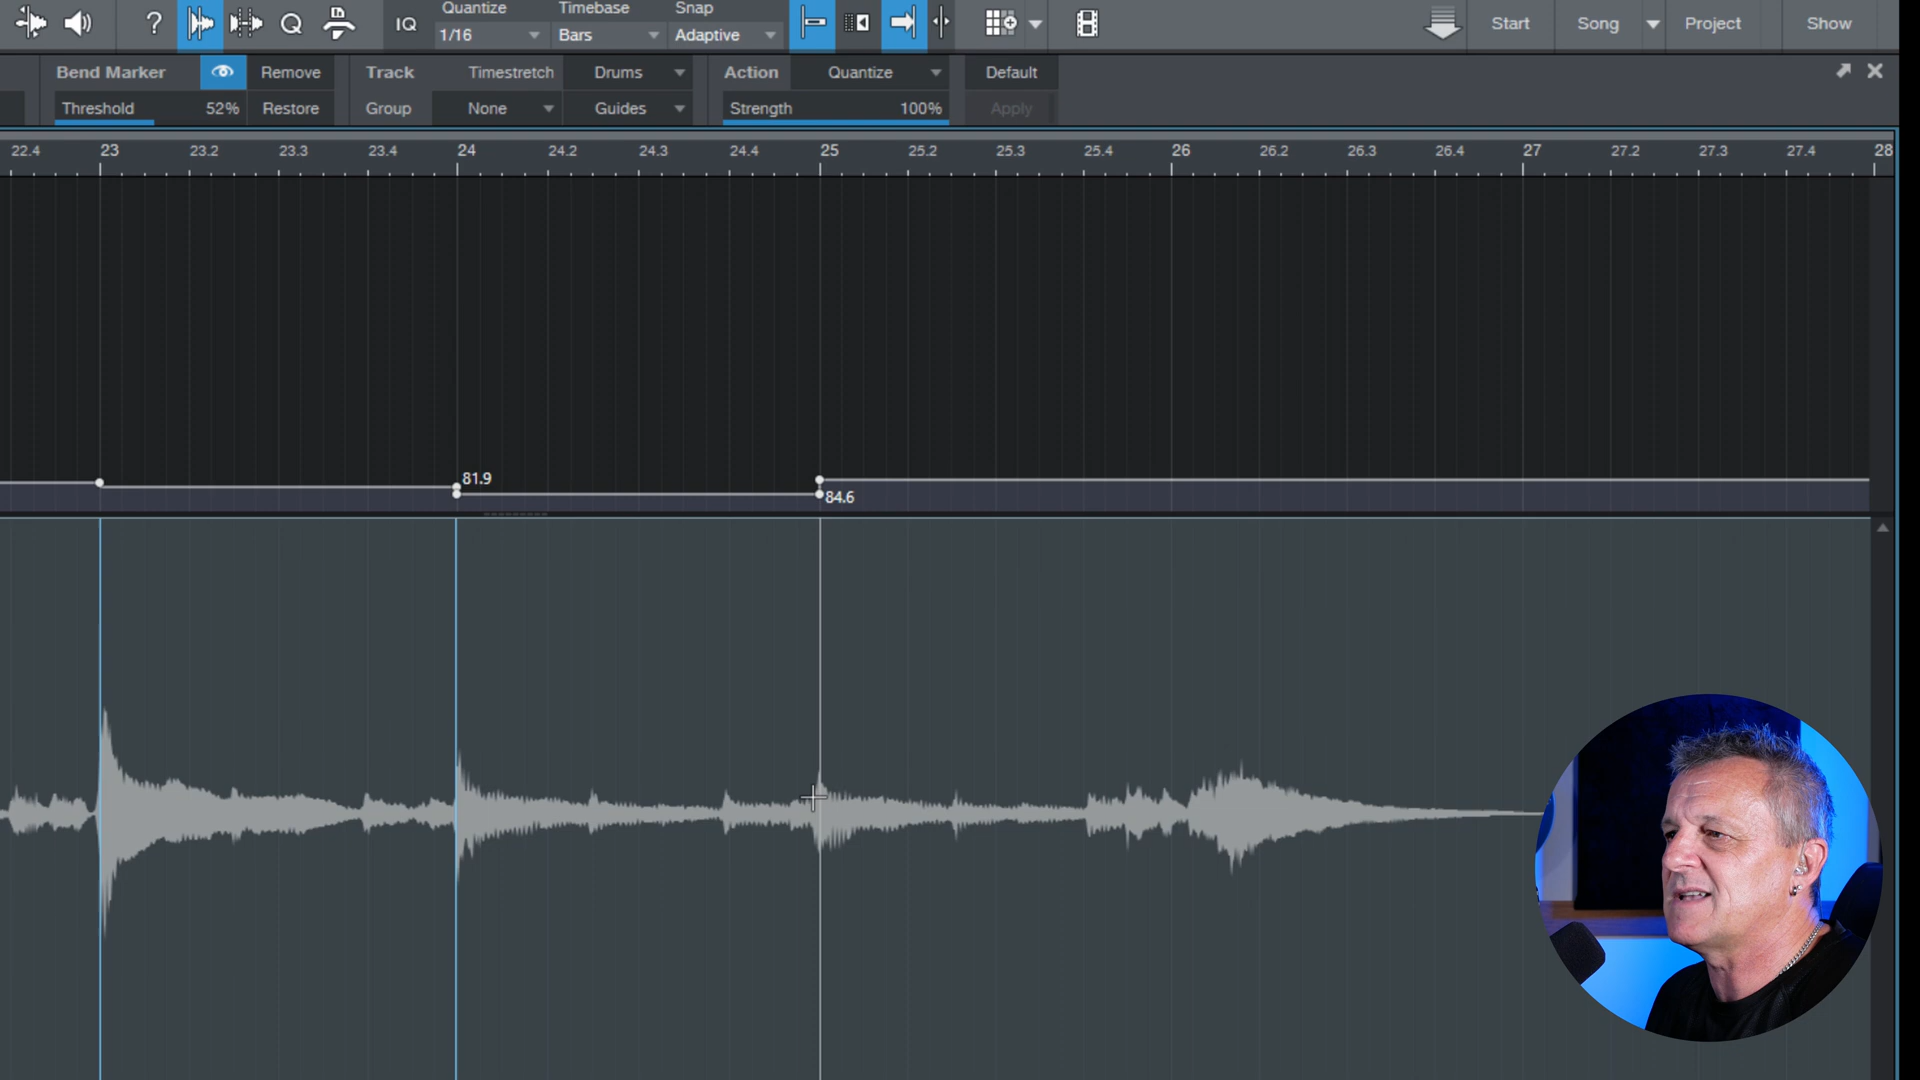 Quantize Timebase Snap
? Q IQ 1/16 Bars Adaptive Start Song Project Show
Bend Marker Remove Track Timestretch Drums Action Quantize Default
Threshold 52% Restore Group None Guides Strength 100% Apply
22.4 23 23.2 23.3 23.4 24 24.2 24.3 24.4 25 25.2 25.3 25.4 26 26.2 26.3 26.4 27 27.2 27.3 27.4 28
81.9
84.6